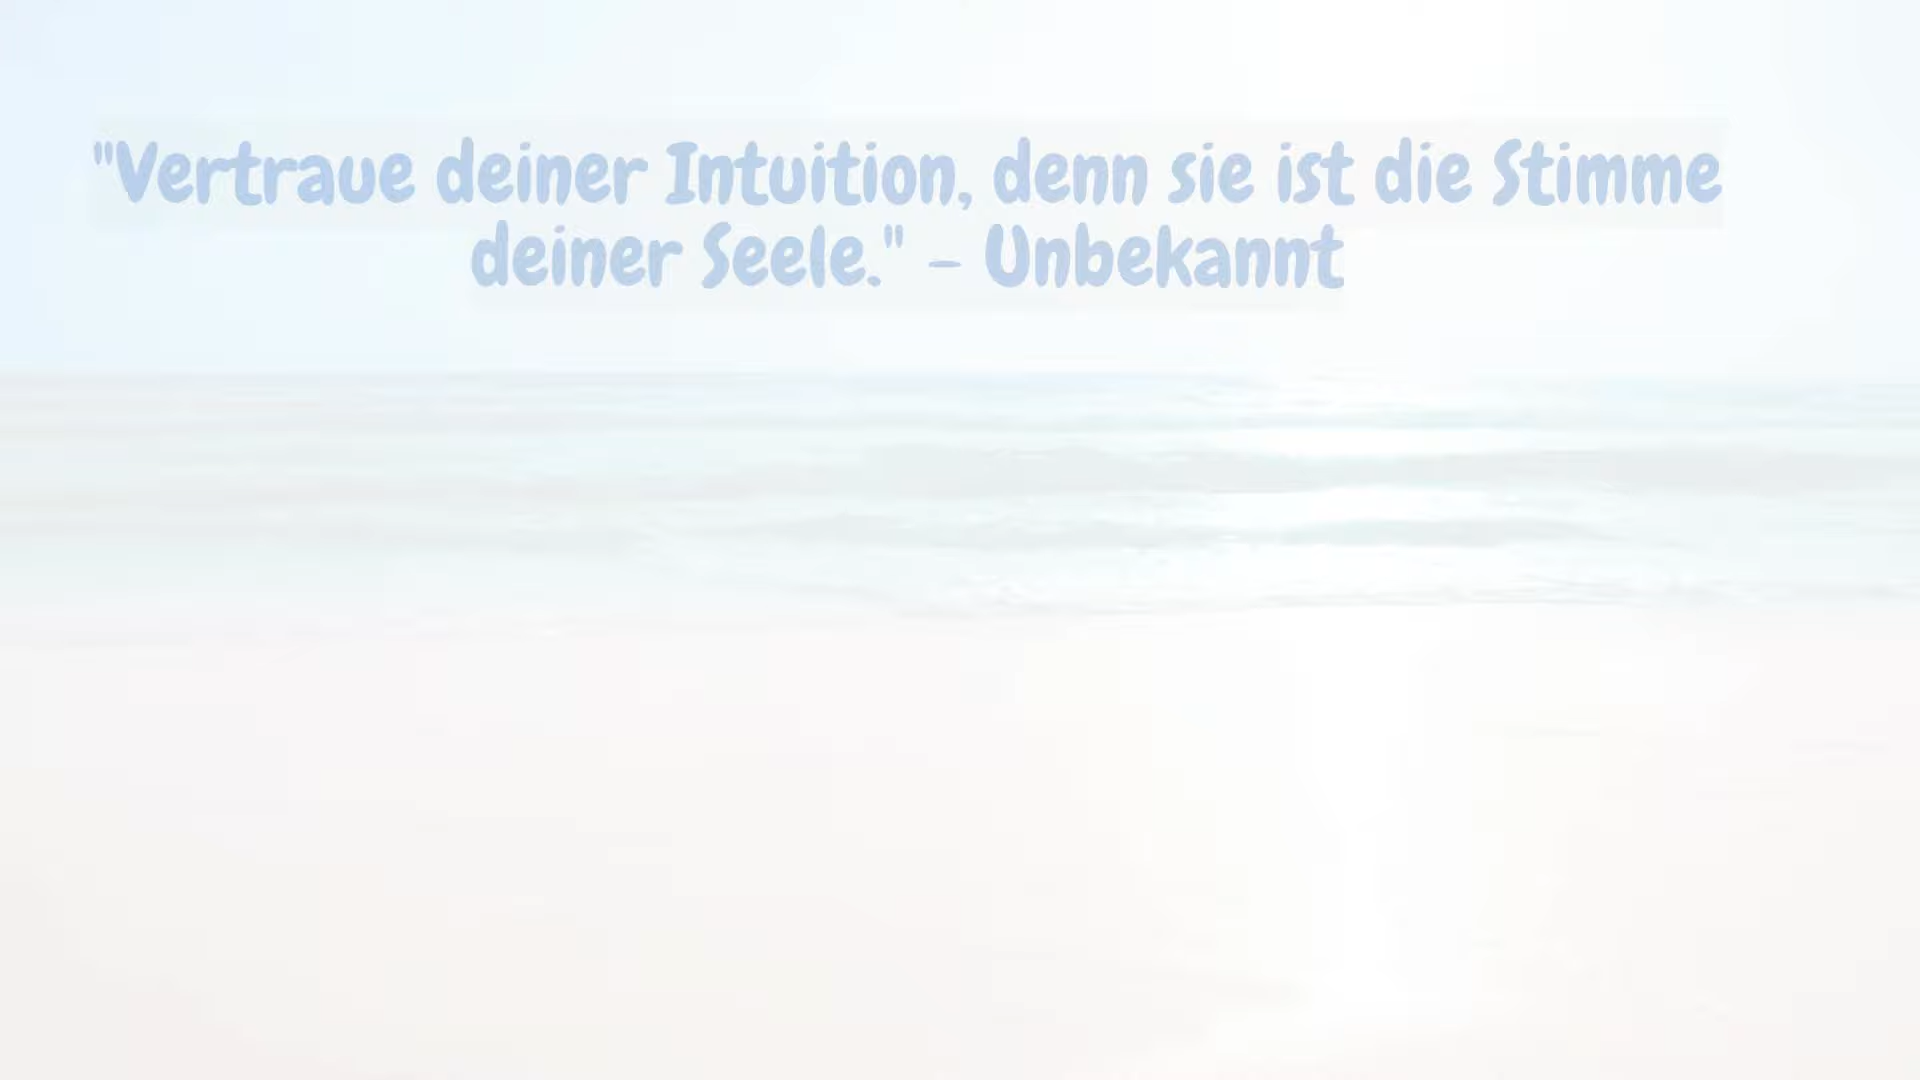 "Vertraue deiner Intuition, denn sie ist die Stimme
deiner Seele." - Unbekannt